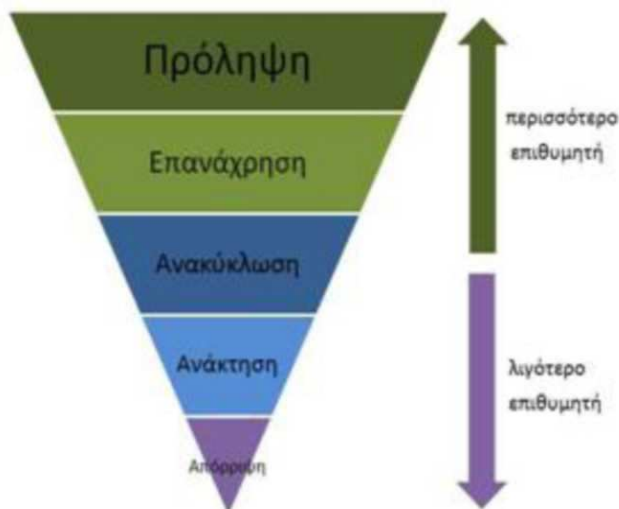 Πρόληψη
Επανάχρηση
Ανακύκλωση
Ανάκτηση
Απόρριψη
περισσότερο
επιθυμητή
λιγότερο
επιθυμητή